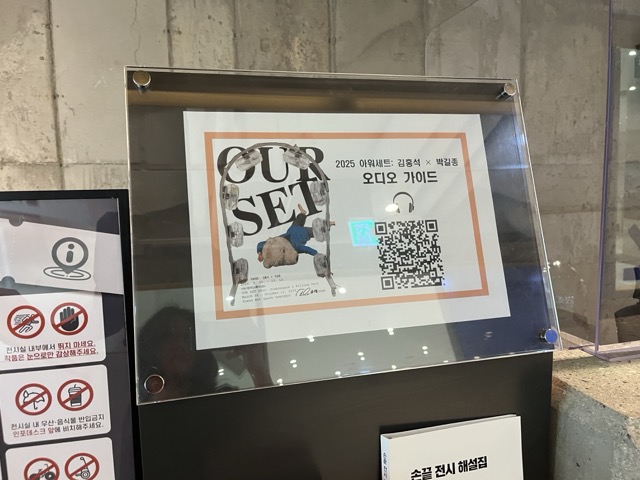 OUR
SET
2025 아워세트: 김홍석 × 박길종
오디오 가이드
i
전시실 내부에서 뛰지 마세요.
작품은 눈으로만 감상해주세요.
전시실 내 우산·음식물 반입금지
인포데스크 앞에 비치해주세요.
손끝 전시 해설집